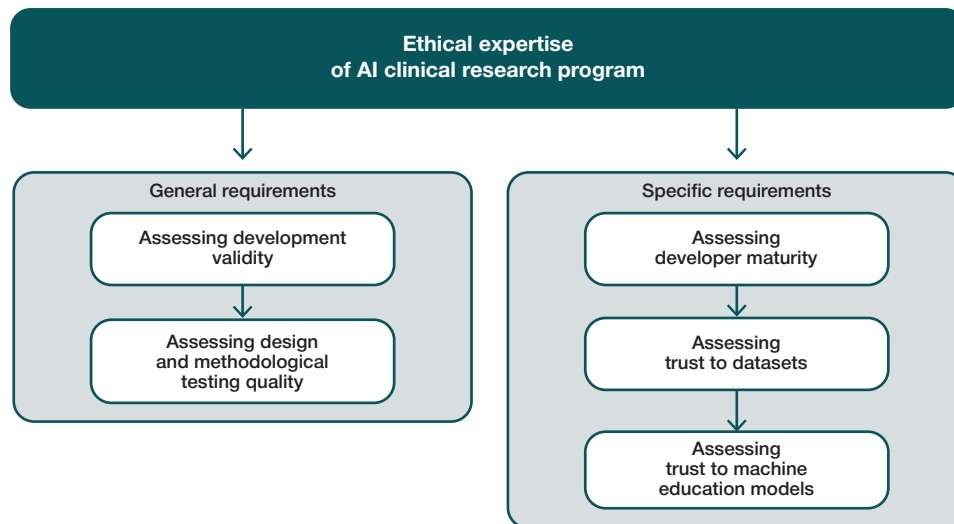 Ethical expertise
of AI clinical research program
General requirements
Assessing development
validity
Assessing design
and methodological
testing quality
Specific requirements
Assessing
developer maturity
Assessing
trust to datasets
Assessing
trust to machine
education models